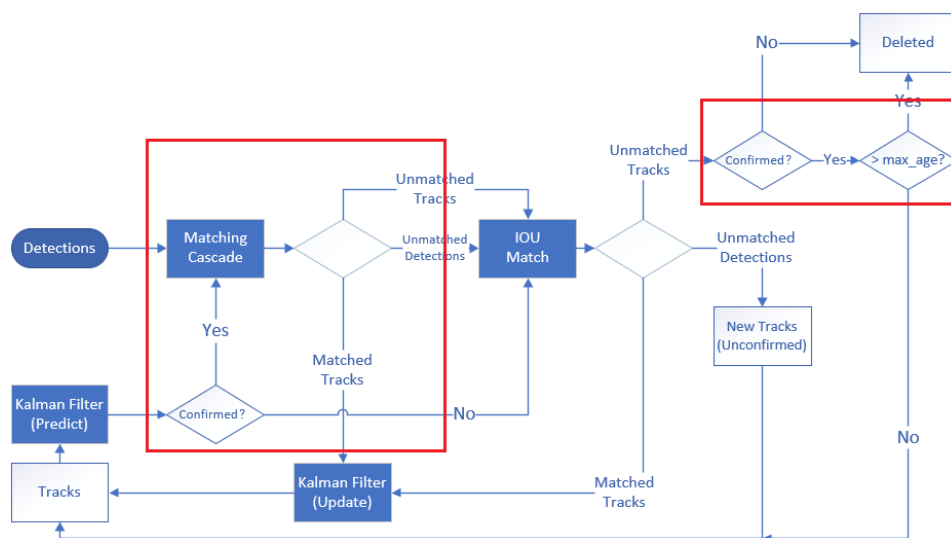 No
Deleted
Yes
Unmatched
Tracks
Confirmed?
Yes
> max_age?
Unmatched
Tracks
Detections
Matching
Cascade
Unmatched
Detections
IOU
Match
Unmatched
Detections
Yes
Matched
Tracks
New Tracks
(Unconfirmed)
Kalman Filter
(Predict)
Confirmed?
No
No
Tracks
Kalman Filter
(Update)
Matched
Tracks